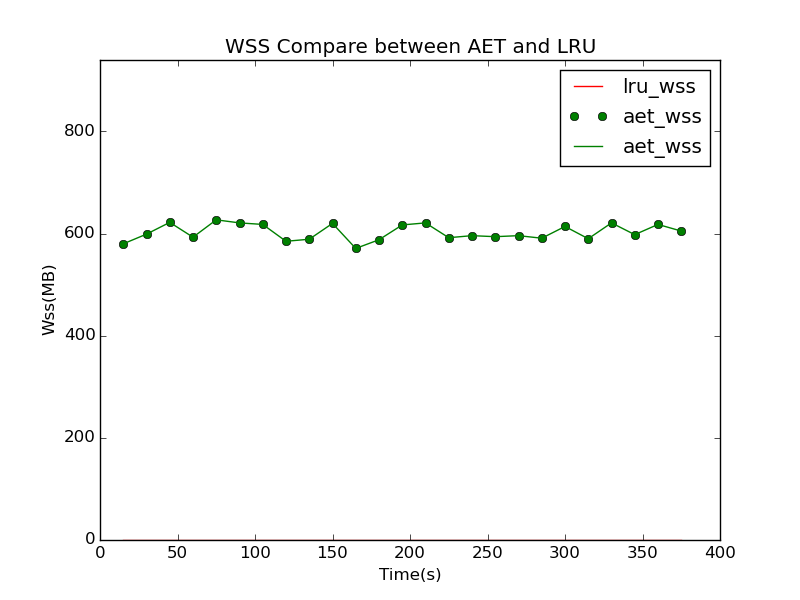 WSS Compare between AET and LRU
lru_wss
aet_wss
aet_wss
800
600
400
200
0
Wss(MB)
0 50 100 150 200 250 300 350 400
Time(s)